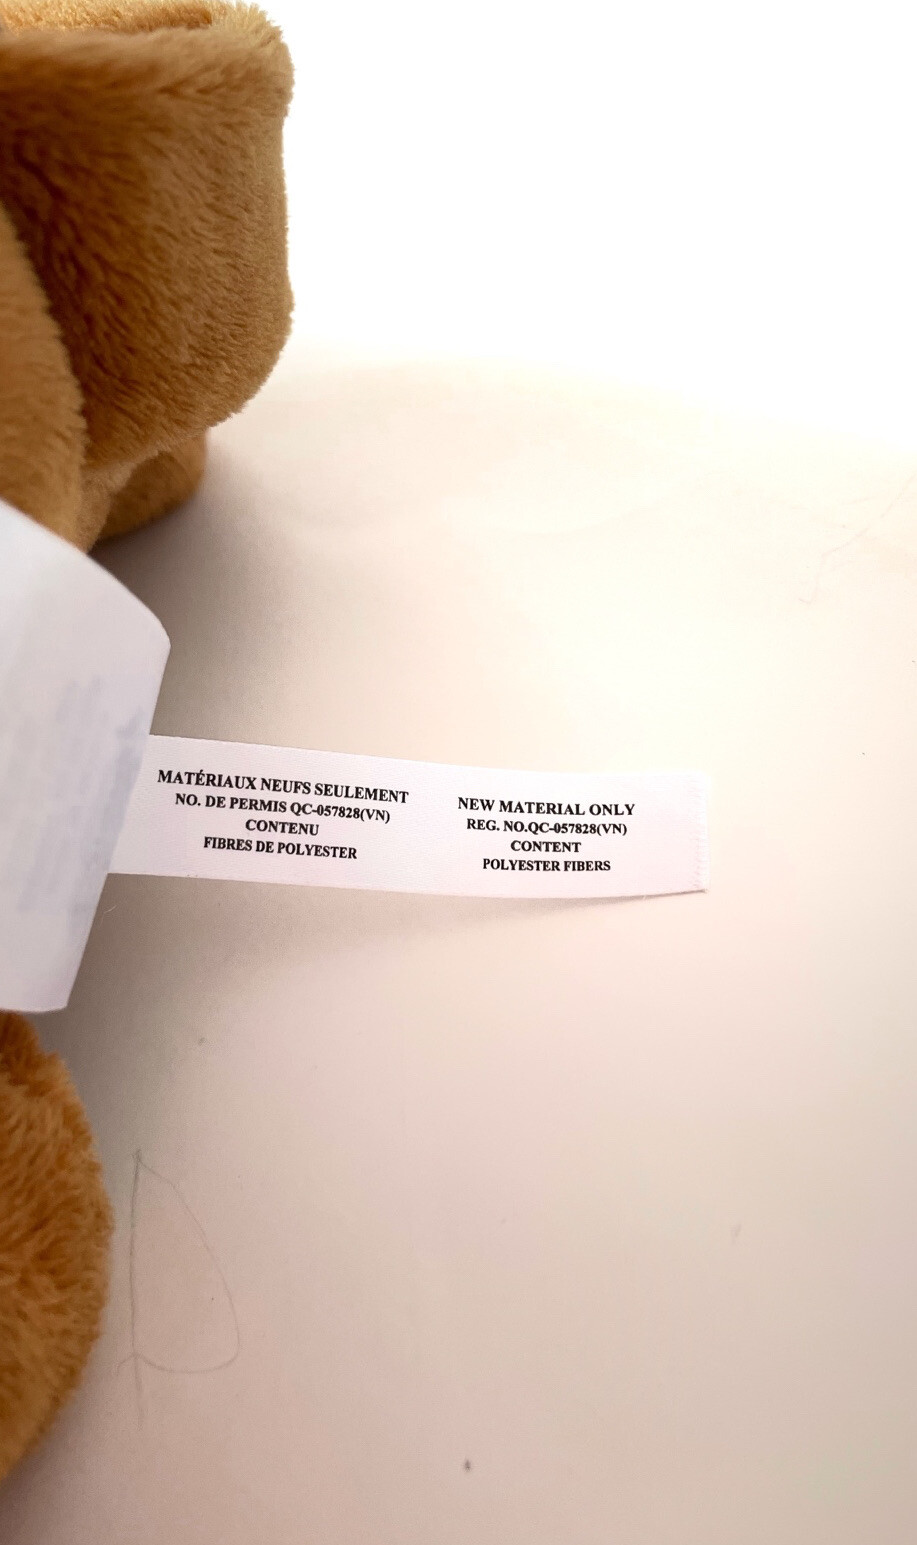 MATÉRIAUX NEUFS SEULEMENT
NO. DE PERMIS QC-057828(VN)
CONTENU
FIBRES DE POLYESTER
NEW MATERIAL ONLY
REG. NO.QC-057828(VN)
CONTENT
POLYESTER FIBERS